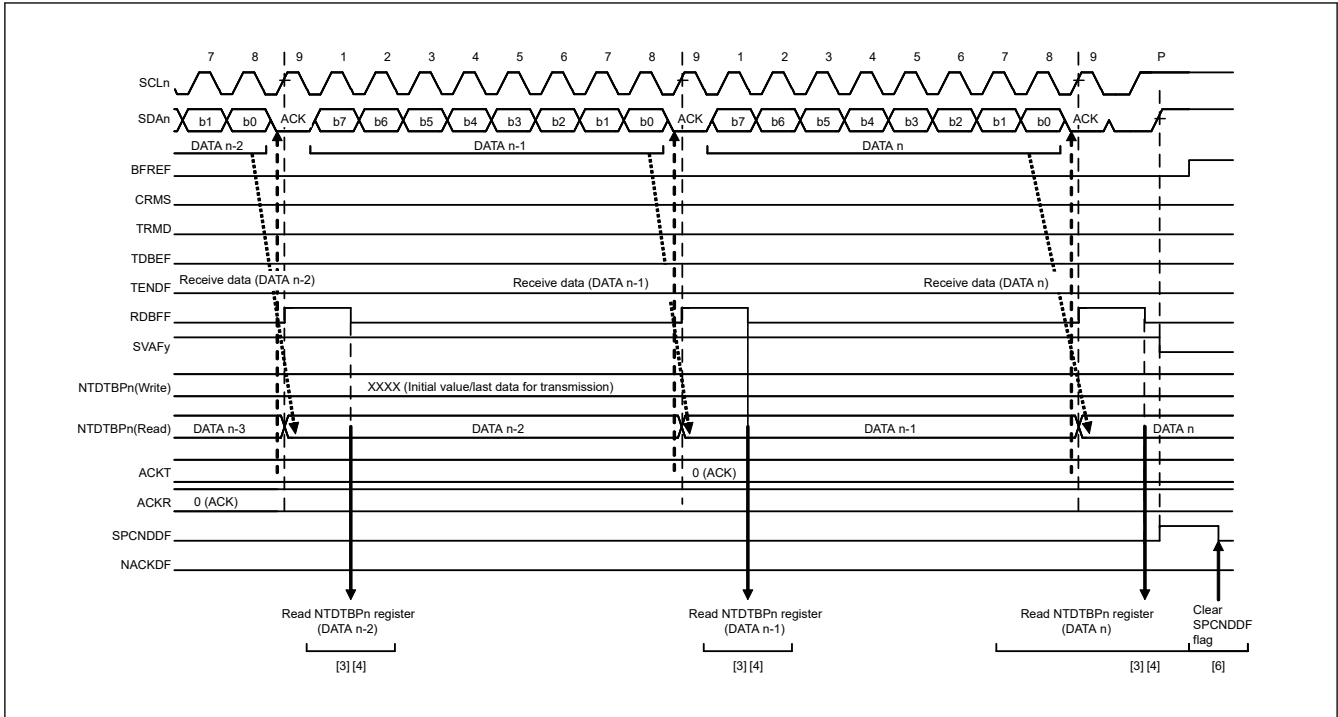 7 8 9 1 2 3 4 5 6 7 8 9 1 2 3 4 5 6 7 8 9 P
SCLn
SDAn b1 b0 ACK b7 b6 b5 b4 b3 b2 b1 b0 ACK b7 b6 b5 b4 b3 b2 b1 b0 ACK
DATA n-2 DATA n-1 DATA n
BFREF
CRMS
TRMD
TDBEF
Receive data (DATA n-2) Receive data (DATA n-1) Receive data (DATA n)
TENDF
RDBFF
SVAFy
NTDTBPn(Write) XXXX (Initial value/last data for transmission)
NTDTBPn(Read) DATA n-3 DATA n-2 DATA n-1 DATA n
ACKT 0 (ACK)
ACKR 0 (ACK)
SPCNDDF
NACKDF
Read NTDTBPn register
(DATA n-2)
[3] [4]
Read NTDTBPn register
(DATA n-1)
[3] [4]
Read NTDTBPn register
(DATA n)
[3] [4]
Clear
SPCNDDF
flag
[6]